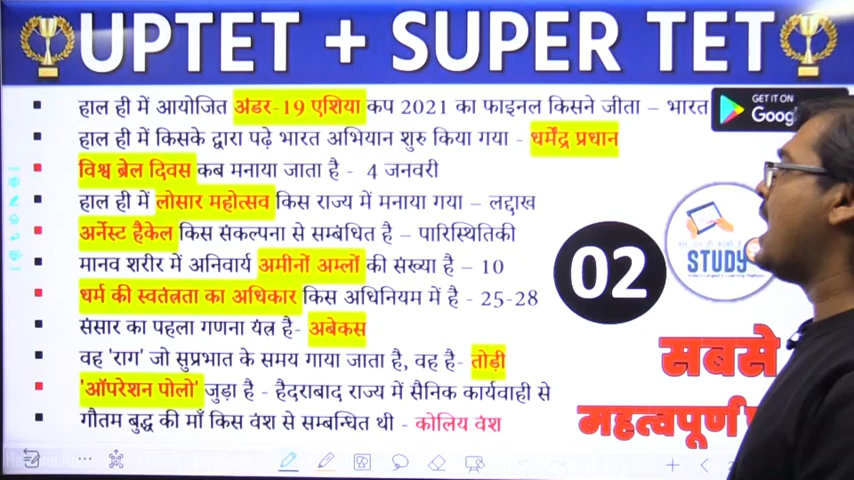 UPTET + SUPER TET
हाल ही में आयोजित अंडर-19 एशिया कप 2021 का फाइनल किसने जीता – भारत
GET IT ON
हाल ही में किसके द्वारा पढ़े भारत अभियान शुरु किया गया - धर्मेंद्र प्रधान
विश्व ब्रेल दिवस कब मनाया जाता है - 4 जनवरी
हाल ही में लोसार महोत्सव किस राज्य में मनाया गया – लद्दाख
अर्नेस्ट हैकेल किस संकल्पना से सम्बंधित है – पारिस्थितिकी
मानव शरीर में अनिवार्य अमीनों अम्लों की संख्या है – 10
धर्म की स्वतंत्रता का अधिकार किस अधिनियम में है - 25-28
संसार का पहला गणना यंत्र है- अबेकस
वह 'राग' जो सुप्रभात के समय गाया जाता है, वह है- तोड़ी
'ऑपरेशन पोलो' जुड़ा है - हैदराबाद राज्य में सैनिक कार्यवाही से
गौतम बुद्ध की माँ किस वंश से सम्बन्धित थी - कोलिय वंश
02
STUDY
सबसे
महत्वपूर्ण